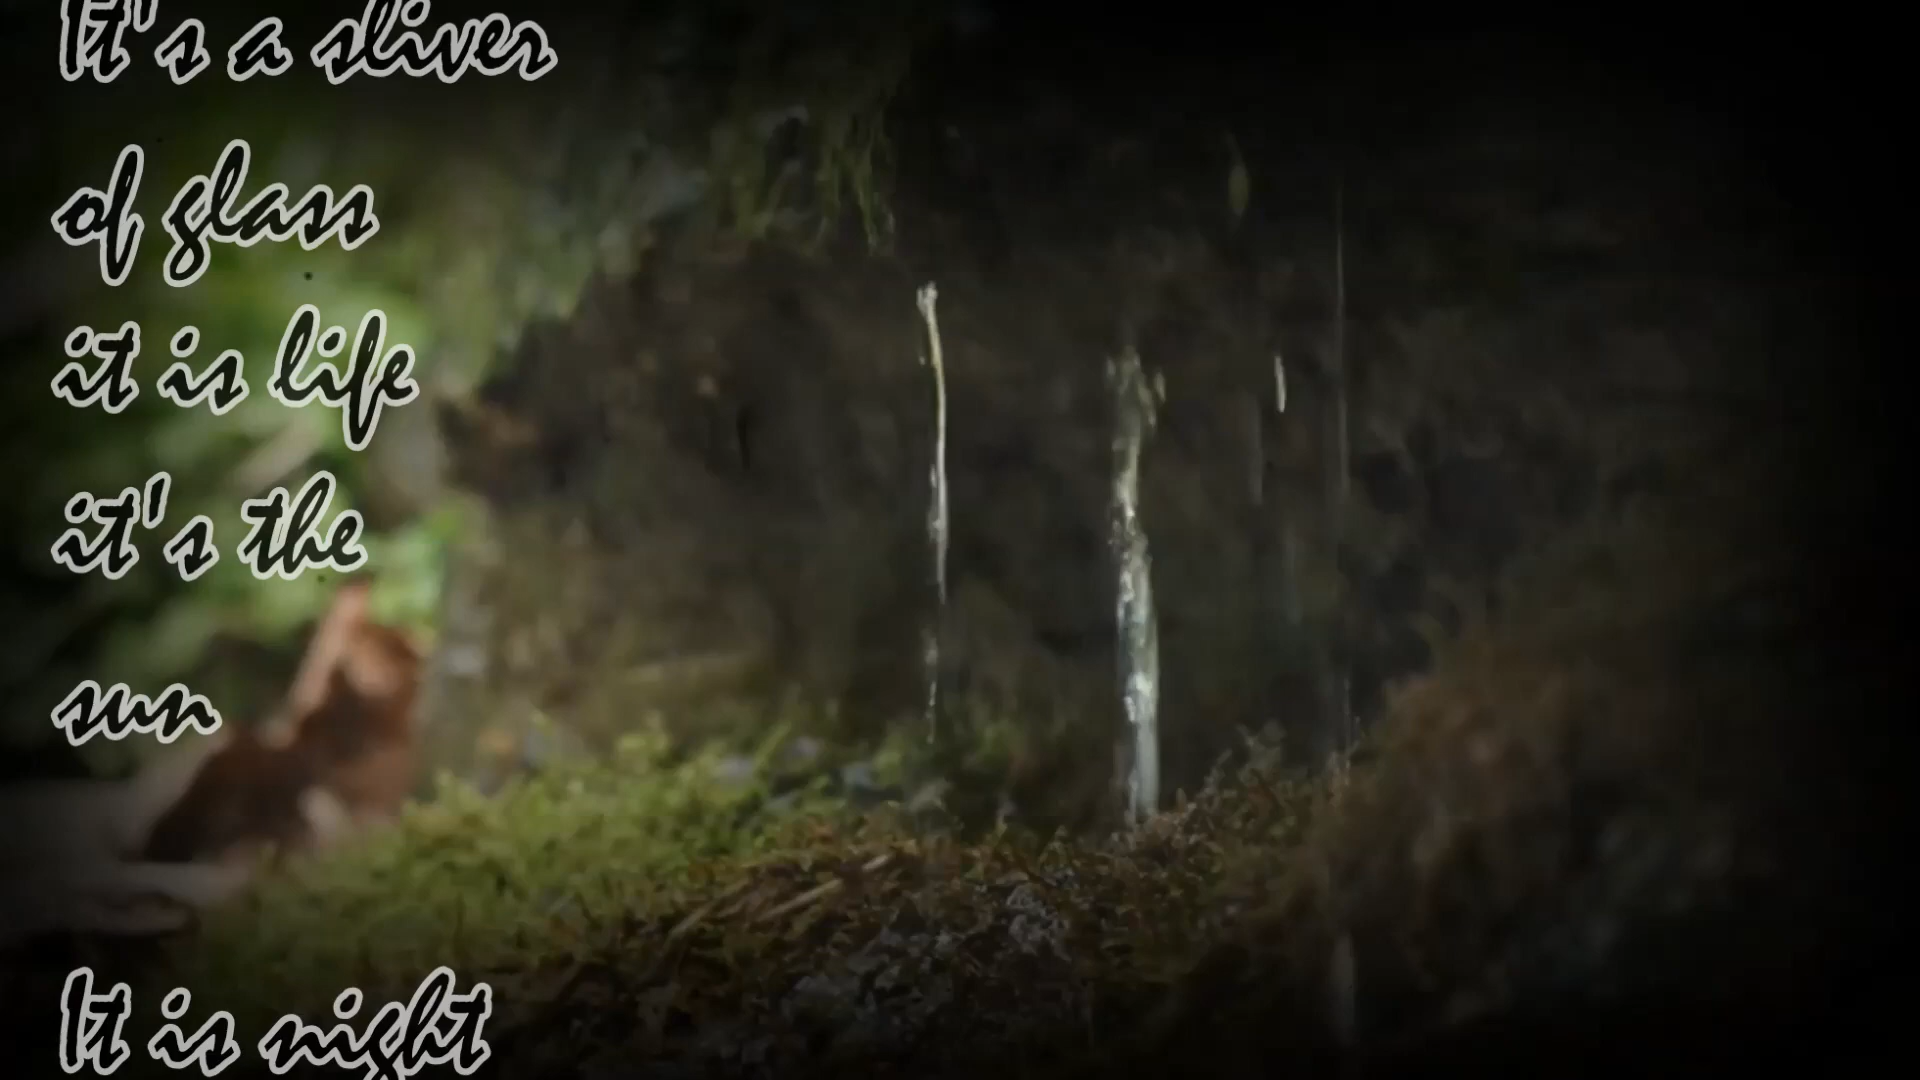 It's a sliver
of glass
it is life
it's the
sun
It is night